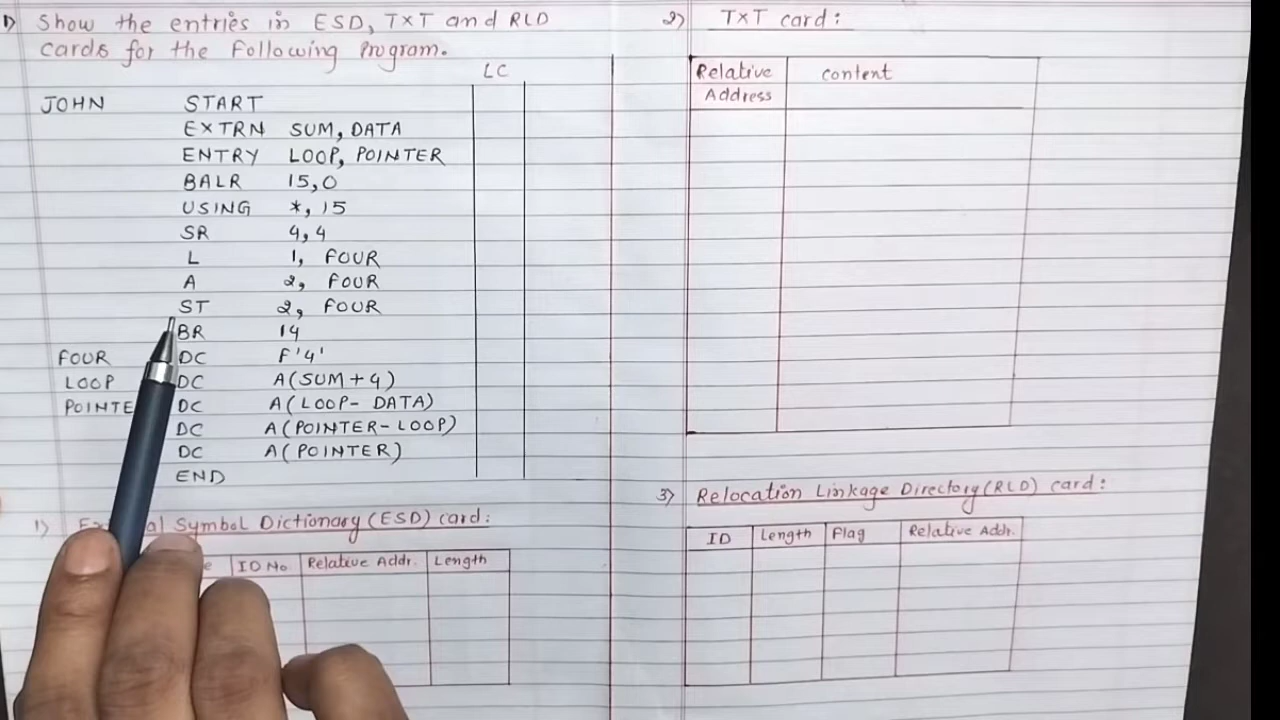 1) Show the entries in ESD, TXT and RLD
cards for the Following Program.
LC
JOHN START
EXTRN SUM, DATA
ENTRY LOOP, POINTER
BALR 15,0
USING *, 15
SR 4,4
L 1, FOUR
A 2, FOUR
ST 2, FOUR
BR 14
FOUR DC F'4'
LOOP DC A(SUM+4)
DC A(LOOP- DATA)
DC A(POINTER-LOOP)
DC A(POINTER)
END
1) Symbol Dictionary (ESD) card:
ID No. Relative Addr. Length
2) TXT card:
Relative Address content
3) Relocation Linkage Directory (RLD) card:
ID Length Flag Relative Addr.